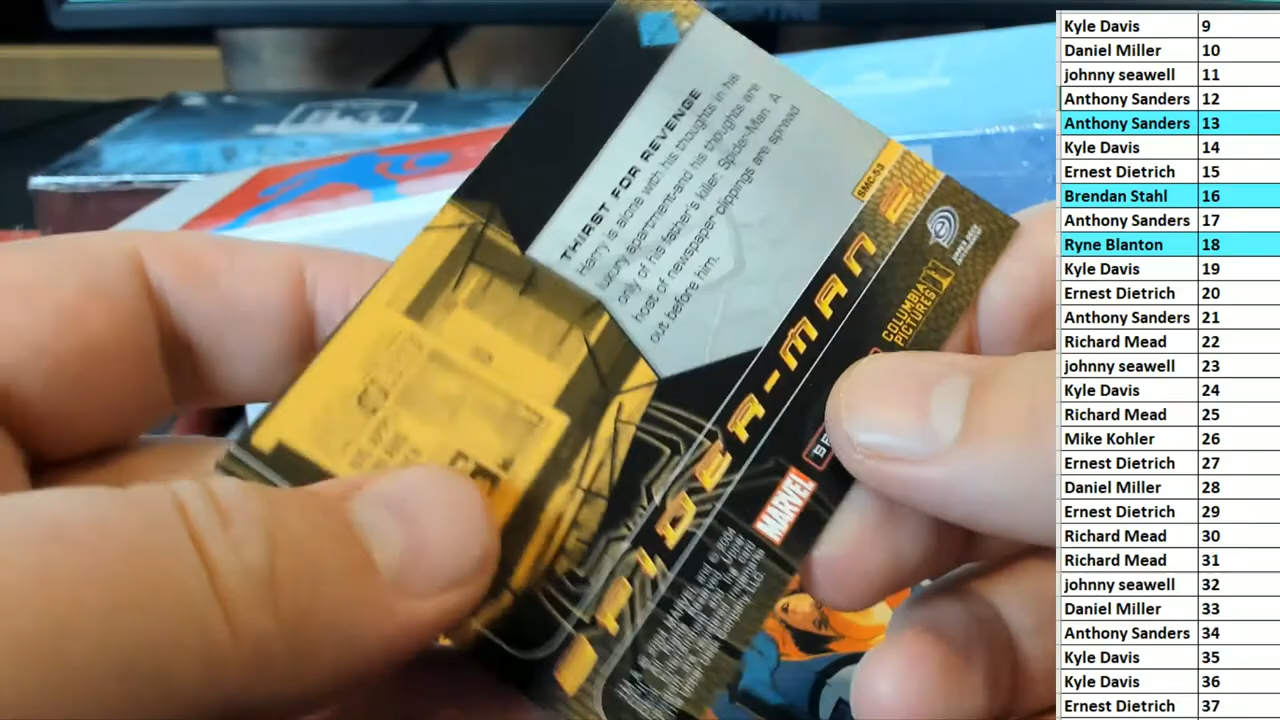 THIRST FOR REVENGE
Harry is alone with his thoughts in his
luxury apartment-and his thoughts are
only of his father's killer, Spider-Man. A
host of newspaper clippings are spread
out before him.
SMC-53
SPIDER-MAN 2
COLUMBIA
PICTURES
MARVEL
Kyle Davis 9
Daniel Miller 10
johnny seawell 11
Anthony Sanders 12
Anthony Sanders 13
Kyle Davis 14
Ernest Dietrich 15
Brendan Stahl 16
Anthony Sanders 17
Ryne Blanton 18
Kyle Davis 19
Ernest Dietrich 20
Anthony Sanders 21
Richard Mead 22
johnny seawell 23
Kyle Davis 24
Richard Mead 25
Mike Kohler 26
Ernest Dietrich 27
Daniel Miller 28
Ernest Dietrich 29
Richard Mead 30
Richard Mead 31
johnny seawell 32
Daniel Miller 33
Anthony Sanders 34
Kyle Davis 35
Kyle Davis 36
Ernest Dietrich 37